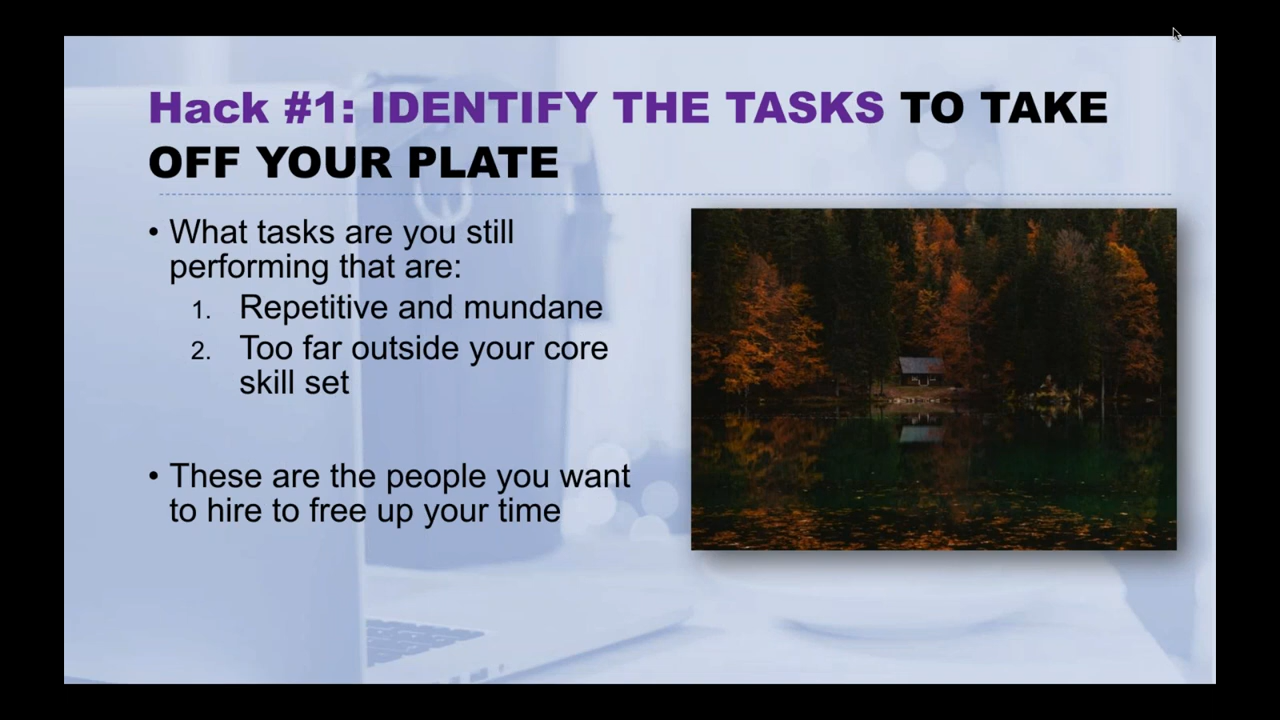 Hack #1: IDENTIFY THE TASKS TO TAKE
OFF YOUR PLATE
• What tasks are you still
performing that are:
1. Repetitive and mundane
2. Too far outside your core
skill set
• These are the people you want
to hire to free up your time